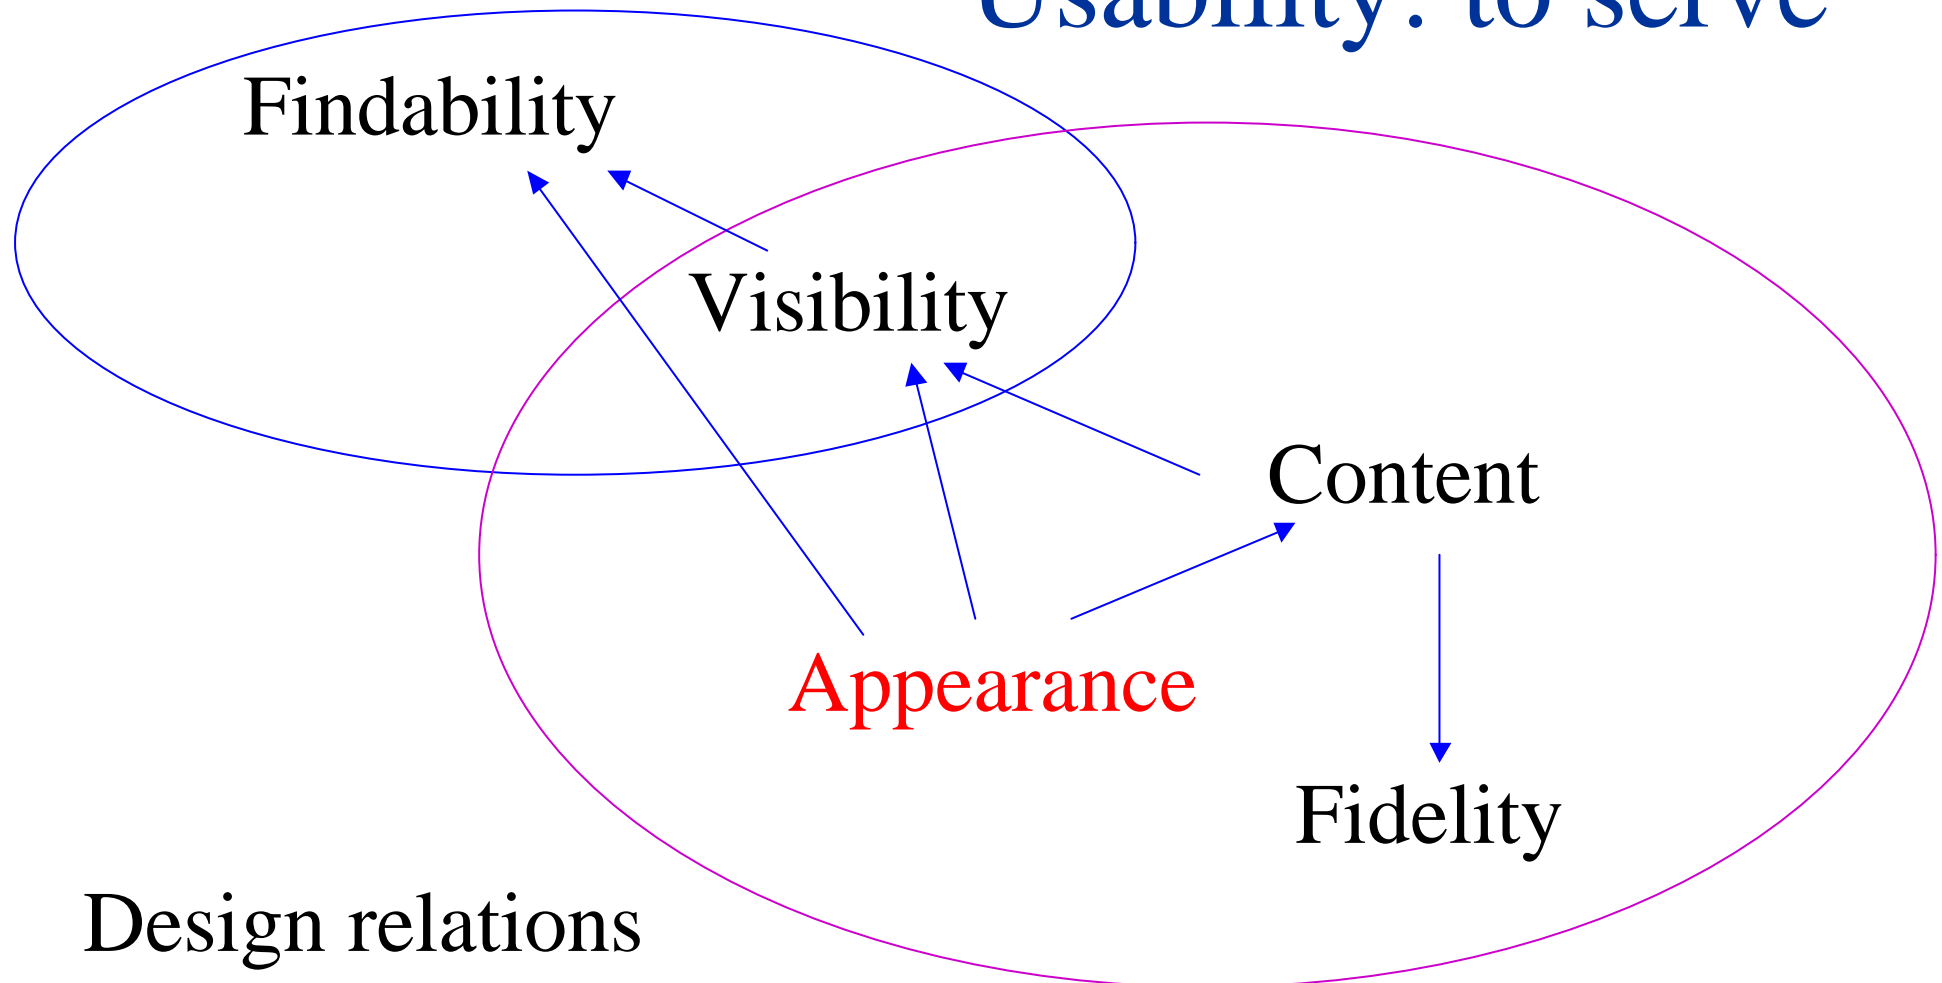 Usability: to serve
Findability
Visibility
Content
Appearance
Fidelity
Design relations